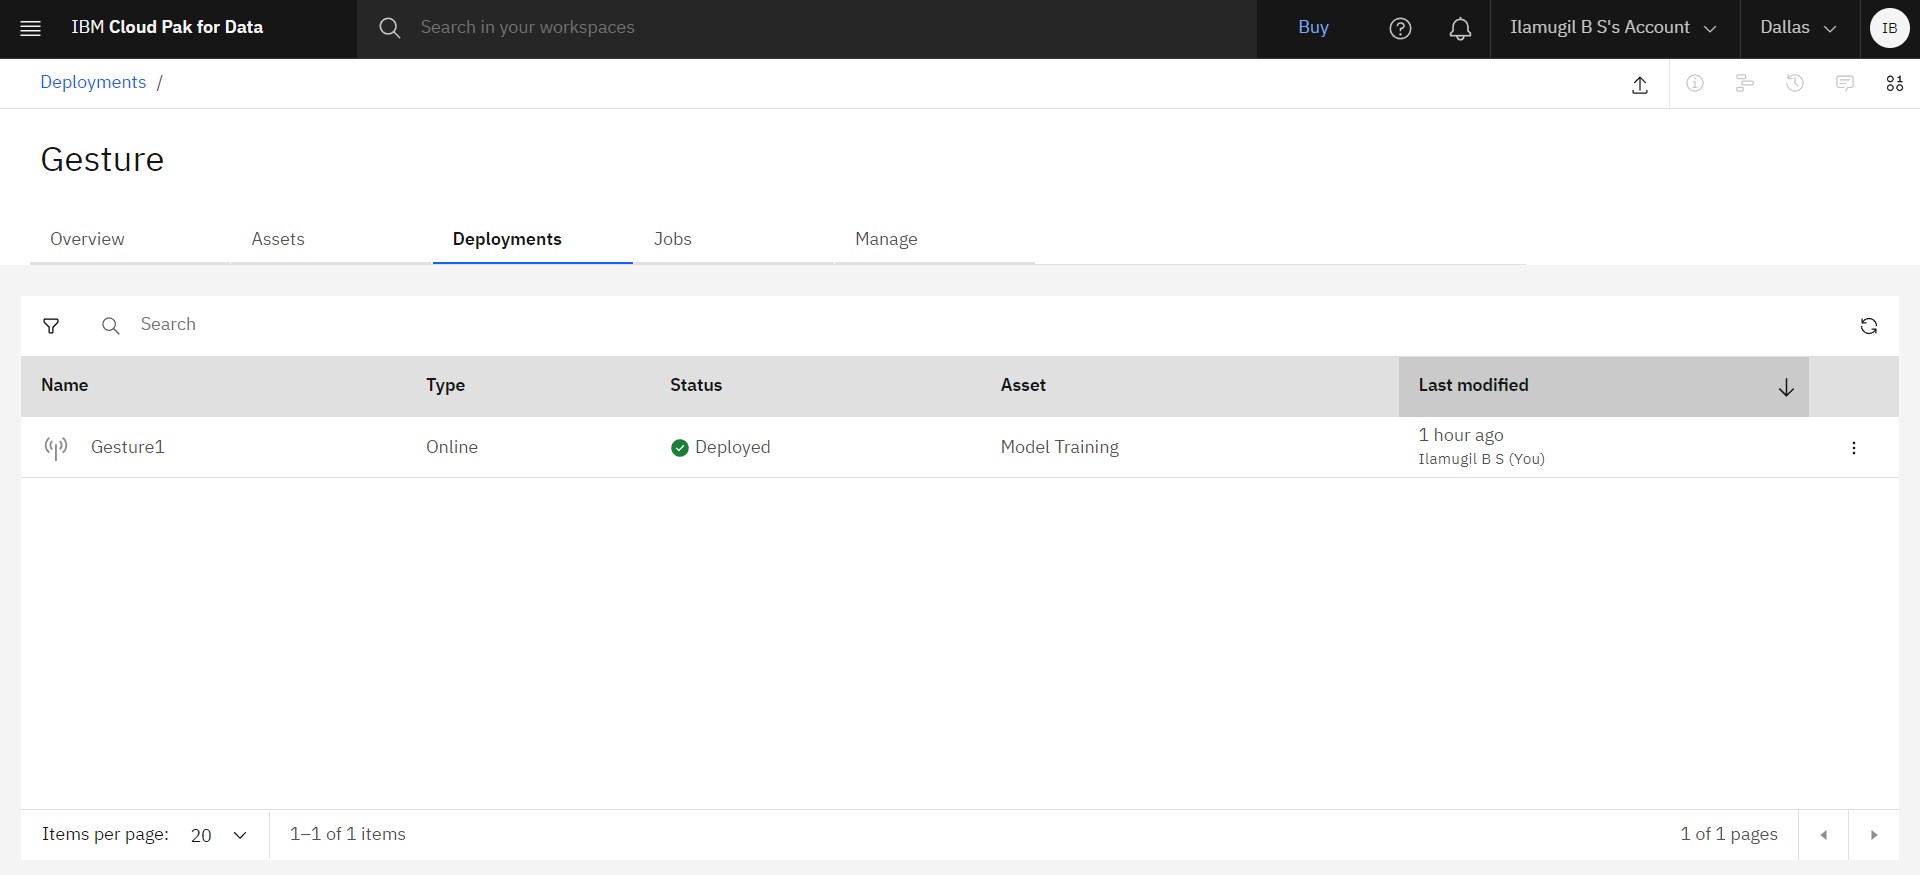 IBM Cloud Pak for Data
Search in your workspaces
Buy
Ilamugil B S's Account
Dallas
IB
Deployments /
Gesture
Overview
Assets
Deployments
Jobs
Manage
Search
Name
Type
Status
Asset
Last modified
Gesture1
Online
Deployed
Model Training
1 hour ago
Ilamugil B S (You)
Items per page: 20
1–1 of 1 items
1 of 1 pages